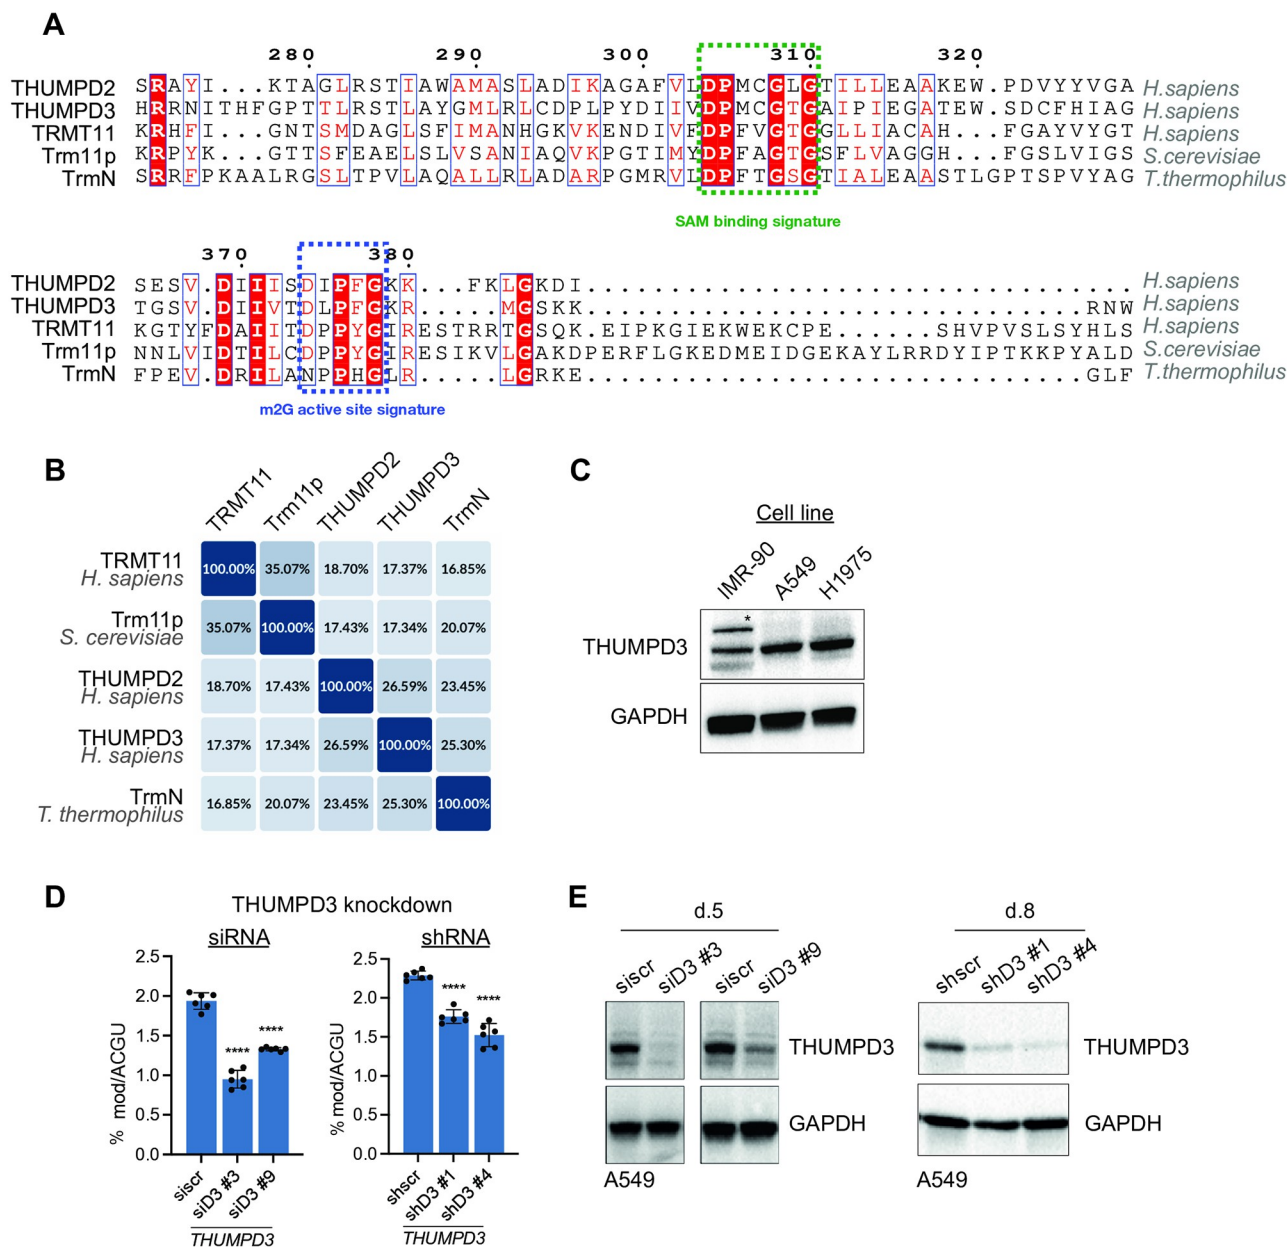 A
280 290 300 310 320
THUMPD2 SRAYI...KTAGLRSTIAWAMASLADIKAGAFVLDPMCGLGTILLEAAKEW.PDVYYVGA H.sapiens
THUMPD3 HRRNITHFGPTTLRSTLAYGMLRLCDPLPYDIIVDPMCGTGAIPIEGATEW.SDCFHIAG H.sapiens
TRMT11 KRHFI...GNTSMDAGLSFIMANHGKVKENDIVFDPFVGTGGLLIACAH...FGAYVYGT H.sapiens
Trm11p KRPYK...GTTSFEAELSLVSANIAQVKPGTIMYDPFAGTGSFLVAGGH...FGSLVIGS S.cerevisiae
TrmN SRRFPKAALRGSLTPVLAQALLRLADARPGMRVLDPFTGSGTIALEAASTLGPTSPVYAG T.thermophilus
SAM binding signature
370 380
THUMPD2 SESV.DIIISDIPFGKK...FKLGKDI................................. H.sapiens
THUMPD3 TGSV.DIIVTDLPFGKR.....MGSKK..............................RNW H.sapiens
TRMT11 KGTYFDAIITDPPYGIRESTRRTGSQK.EIPKGIEKWEKCPE......SHVPVSLSYHLS H.sapiens
Trm11p NNLVIDTILCDPPYGIRESIKVLGAKDPERFLGKEDMEIDGEKAYLRRDYIPTKKPYALD S.cerevisiae
TrmN FPEV.DRILANPPHGLR.....LGRKE..............................GLF T.thermophilus
m2G active site signature
B
TRMT11 Trm11p THUMPD2 THUMPD3 TrmN
TRMT11
H. sapiens
100.00% 35.07% 18.70% 17.37% 16.85%
Trm11p
S. cerevisiae
35.07% 100.00% 17.43% 17.34% 20.07%
THUMPD2
H. sapiens
18.70% 17.43% 100.00% 26.59% 23.45%
THUMPD3
H. sapiens
17.37% 17.34% 26.59% 100.00% 25.30%
TrmN
T. thermophilus
16.85% 20.07% 23.45% 25.30% 100.00%
C
Cell line
IMR-90 A549 H1975
*
THUMPD3
GAPDH
D
THUMPD3 knockdown
siRNA
% mod/ACGU
2.5
2.0
1.5
1.0
0.5
0.0
**** ****
siscr siD3 #3 siD3 #9
THUMPD3
shRNA
% mod/ACGU
2.5
2.0
1.5
1.0
0.5
0.0
**** ****
shscr shD3 #1 shD3 #4
THUMPD3
E
d.5
siscr siD3 #3 siscr siD3 #9
THUMPD3
GAPDH
A549
d.8
shscr shD3 #1 shD3 #4
THUMPD3
GAPDH
A549